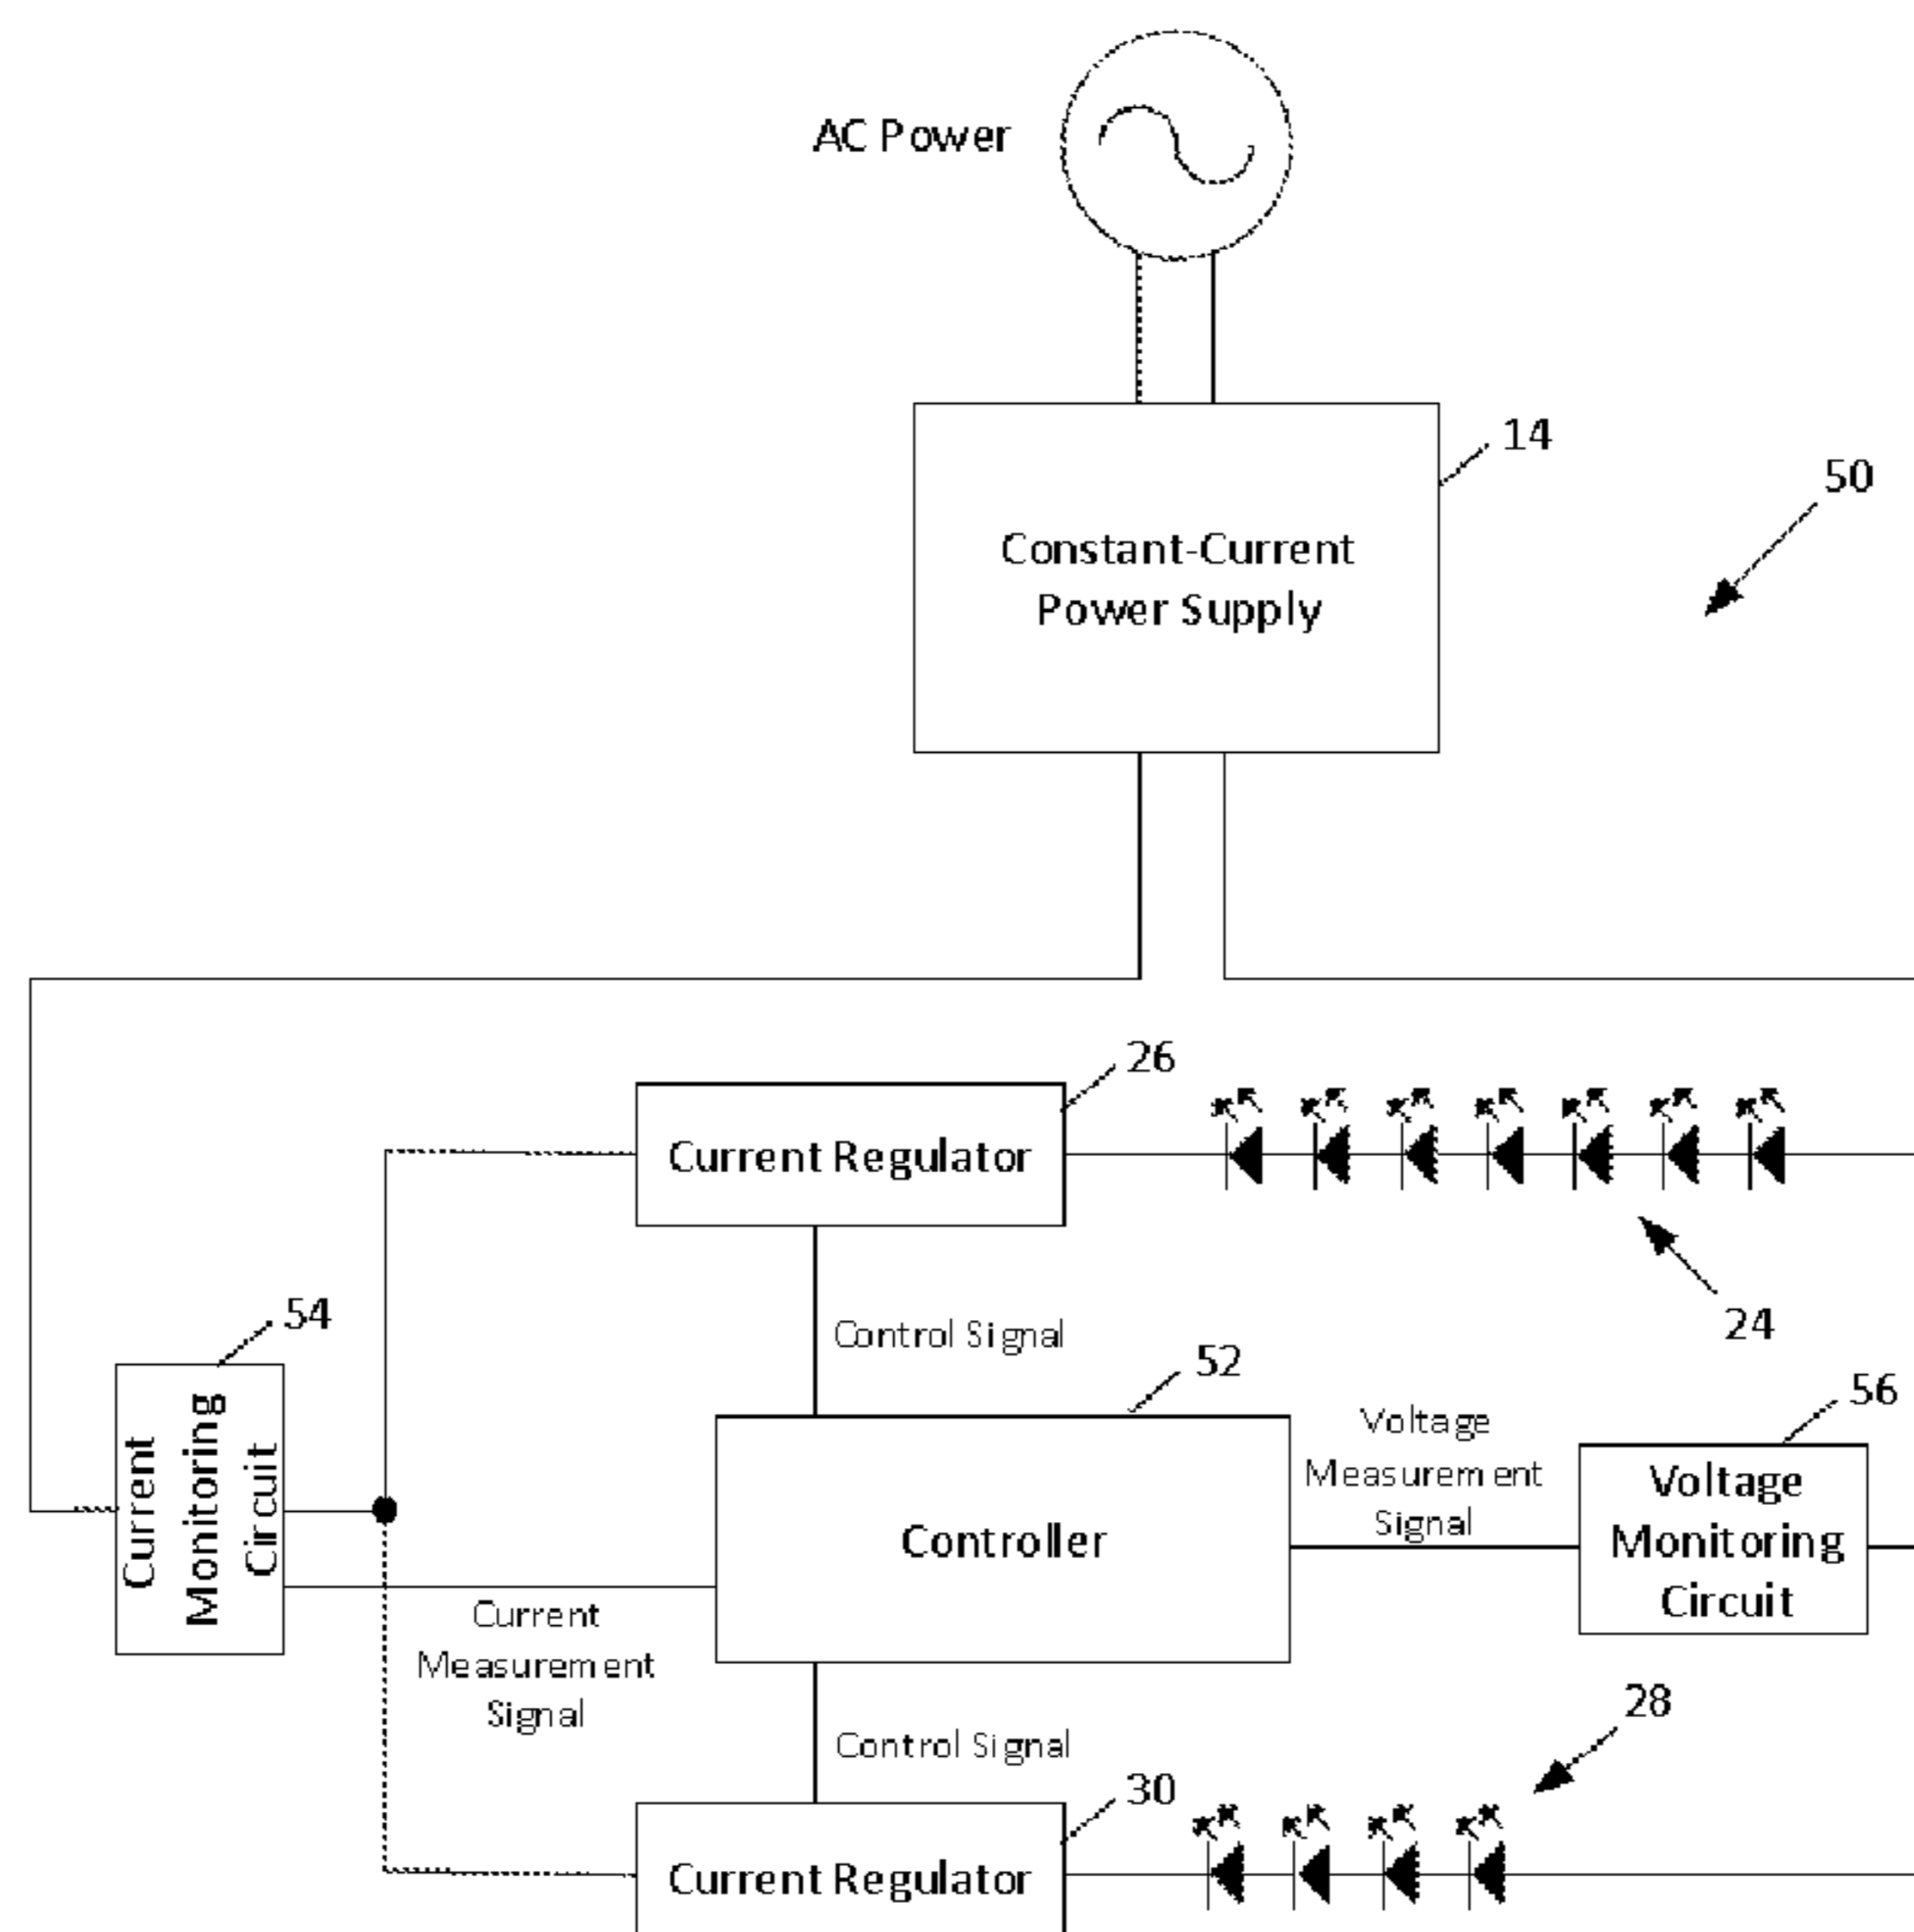 AC Power
14
50
Constant-Current
Power Supply
26
Current Regulator
24
54
Control Signal
52
56
Current
Monitoring
Circuit
Voltage
Measurement
Signal
Controller
Voltage
Monitoring
Circuit
Current
Measurement
Signal
28
Control Signal
30
Current Regulator